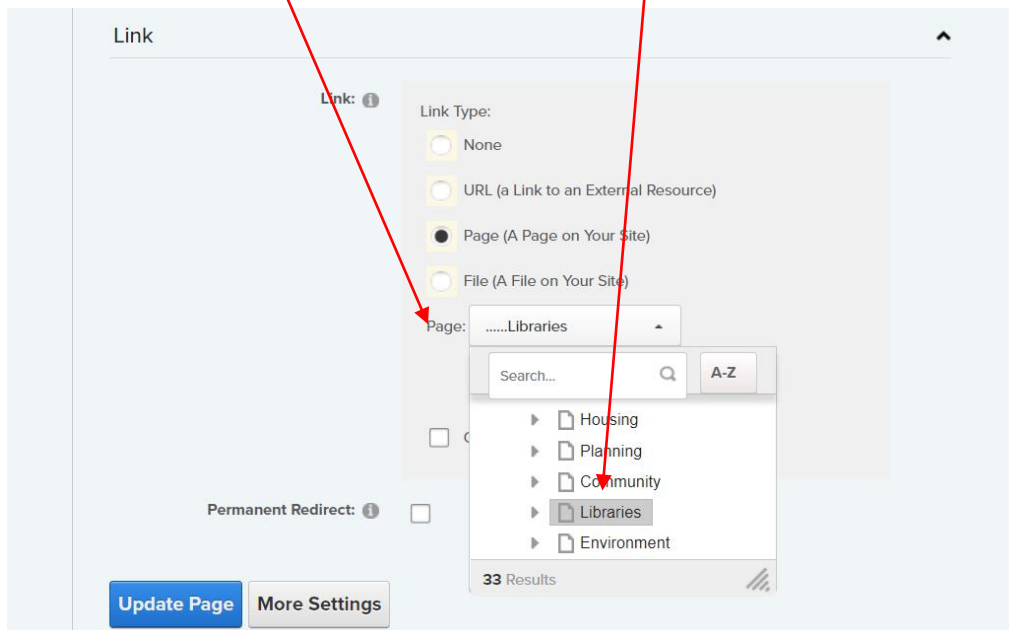 Link
Link:
Link Type:
None
URL (a Link to an External Resource)
Page (A Page on Your Site)
File (A File on Your Site)
Page: ......Libraries
Search... A-Z
Housing
Planning
Community
Libraries
Environment
33 Results
Permanent Redirect:
Update Page More Settings